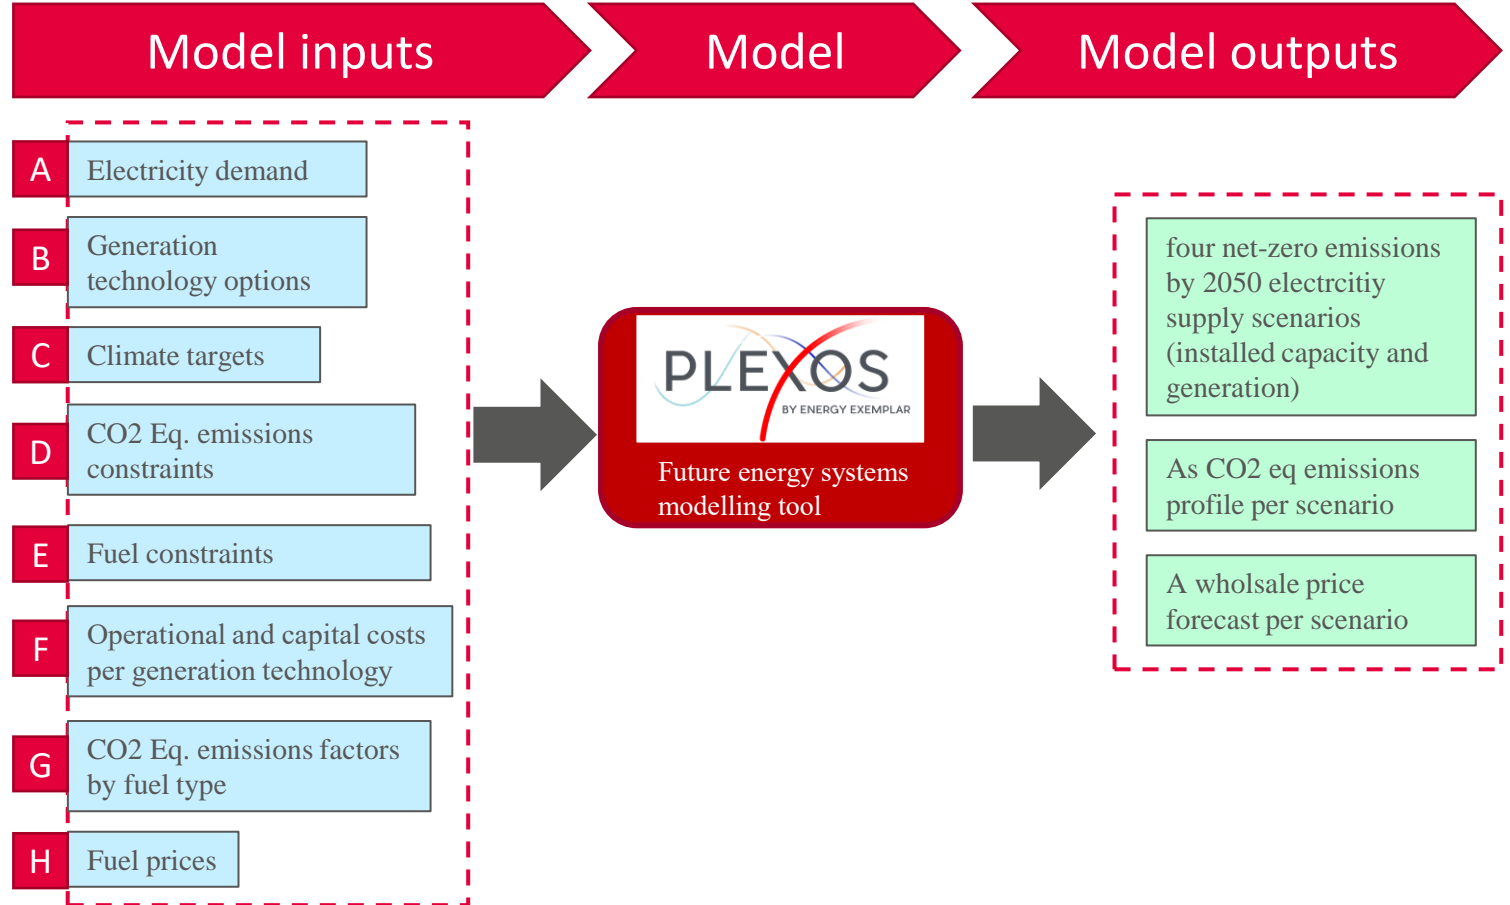 Model inputs
Model
Model outputs
A
Electricity demand
B
Generation
technology options
C
Climate targets
D
CO2 Eq. emissions
constraints
E
Fuel constraints
F
Operational and capital costs
per generation technology
G
CO2 Eq. emissions factors
by fuel type
H
Fuel prices
PLEXOS
BY ENERGY EXEMPLAR
Future energy systems
modelling tool
four net-zero emissions
by 2050 electrcitiy
supply scenarios
(installed capacity and
generation)
As CO2 eq emissions
profile per scenario
A wholsale price
forecast per scenario